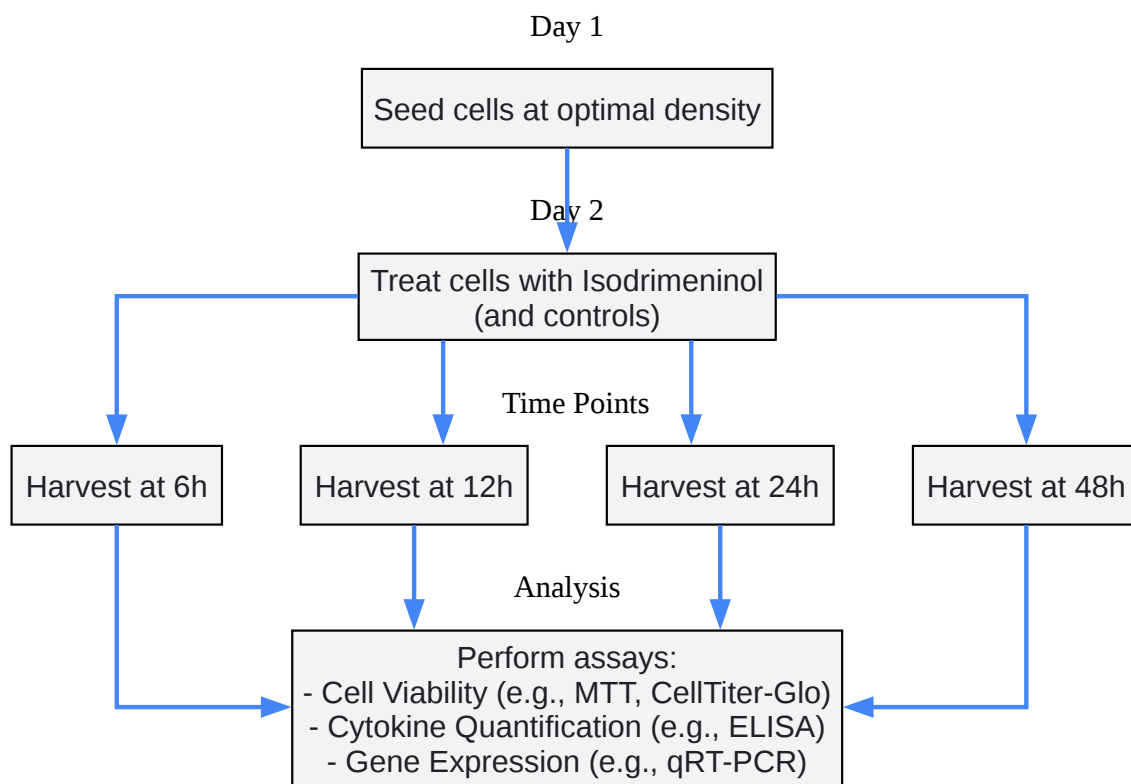 Day 1
Seed cells at optimal density
Day 2
Treat cells with Isodrimeninol
(and controls)
Time Points
Harvest at 6h
Harvest at 12h
Harvest at 24h
Harvest at 48h
Analysis
Perform assays:
- Cell Viability (e.g., MTT, CellTiter-Glo)
- Cytokine Quantification (e.g., ELISA)
- Gene Expression (e.g., qRT-PCR)